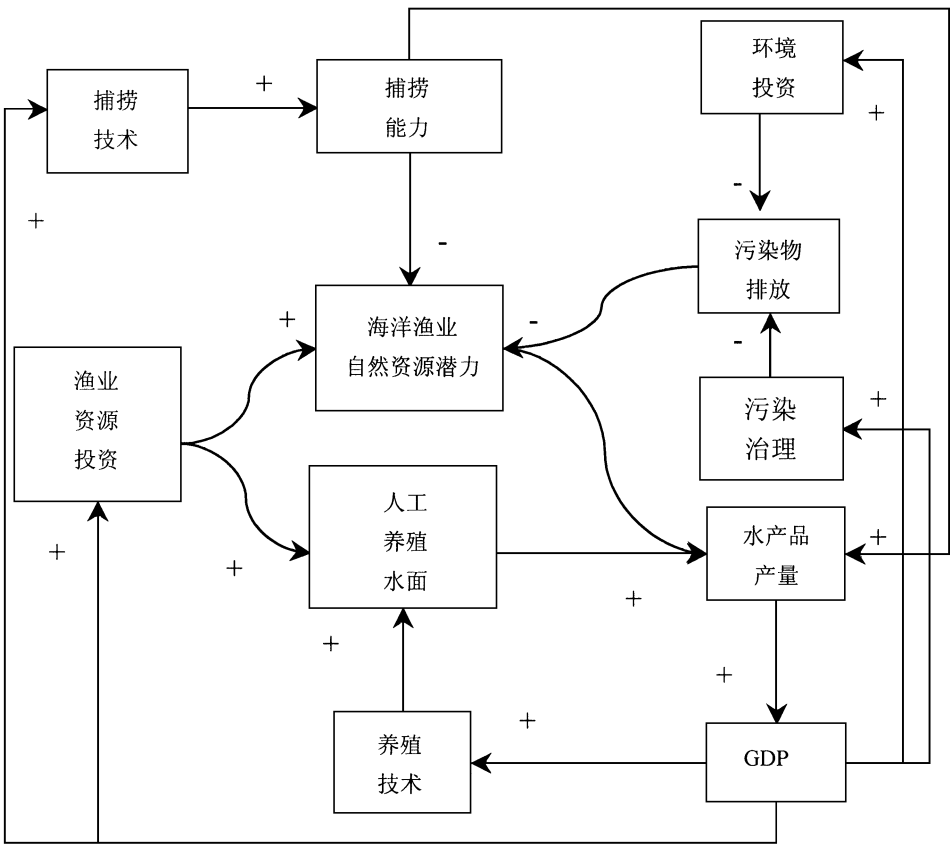 捕捞
技术
+
捕捞
能力
环境
投资
+
+
-
-
污染物
排放
+
海洋渔业
自然资源潜力
-
-
渔业
资源
投资
污染
治理
+
人工
养殖
水面
水产品
产量
+
+
+
+
+
+
养殖
技术
+
GDP